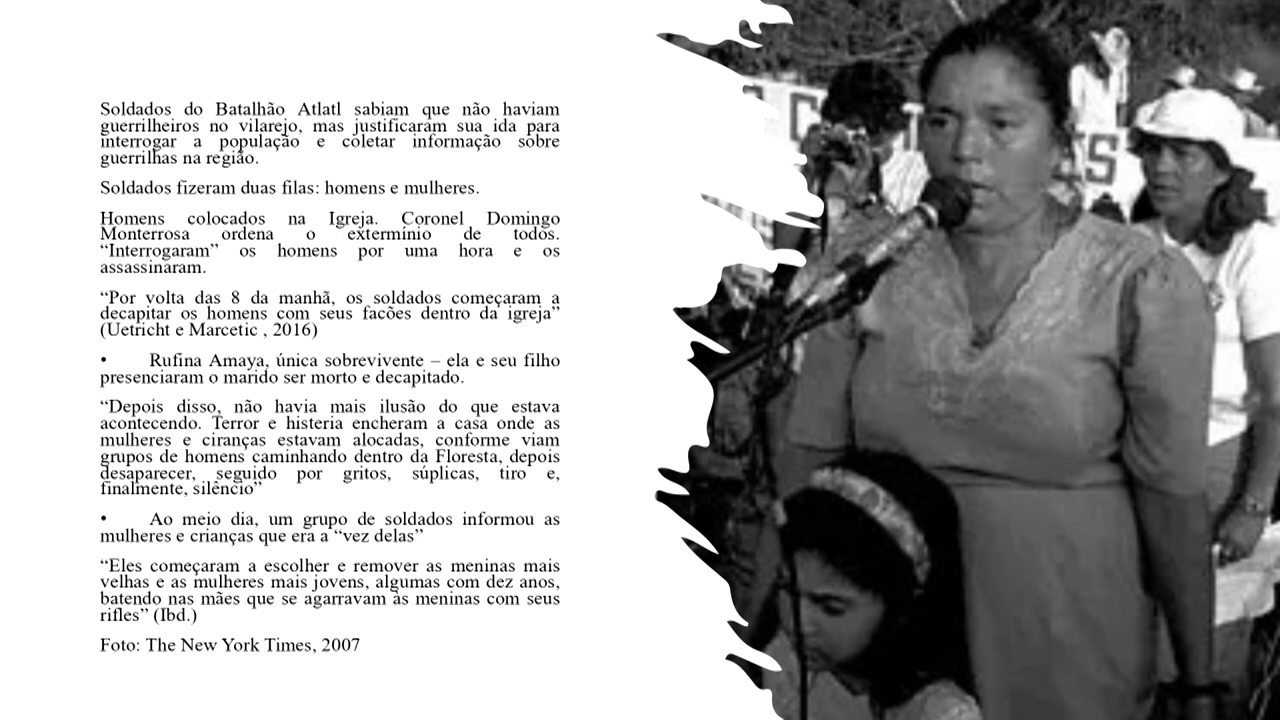 Soldados do Batalhão Atlatl sabiam que não haviam
guerrilheiros no vilarejo, mas justificaram sua ida para
interrogar a população e coletar informação sobre
guerrilhas na região.
Soldados fizeram duas filas: homens e mulheres.
Homens colocados na Igreja. Coronel Domingo
Monterrosa ordena o extermínio de todos.
“Interrogaram” os homens por uma hora e os
assassinaram.
“Por volta das 8 da manhã, os soldados começaram a
decapitar os homens com seus facões dentro da igreja”
(Uetricht e Marcetic , 2016)
• Rufina Amaya, única sobrevivente – ela e seu filho
presenciaram o marido ser morto e decapitado.
“Depois disso, não havia mais ilusão do que estava
acontecendo. Terror e histeria encheram a casa onde as
mulheres e ciranças estavam alocadas, conforme viam
grupos de homens caminhando dentro da Floresta, depois
desaparecer, seguido por gritos, súplicas, tiro e,
finalmente, silêncio”
• Ao meio dia, um grupo de soldados informou as
mulheres e crianças que era a “vez delas”
“Eles começaram a escolher e remover as meninas mais
velhas e as mulheres mais jovens, algumas com dez anos,
batendo nas mães que se agarravam às meninas com seus
rifles” (Ibd.)
Foto: The New York Times, 2007